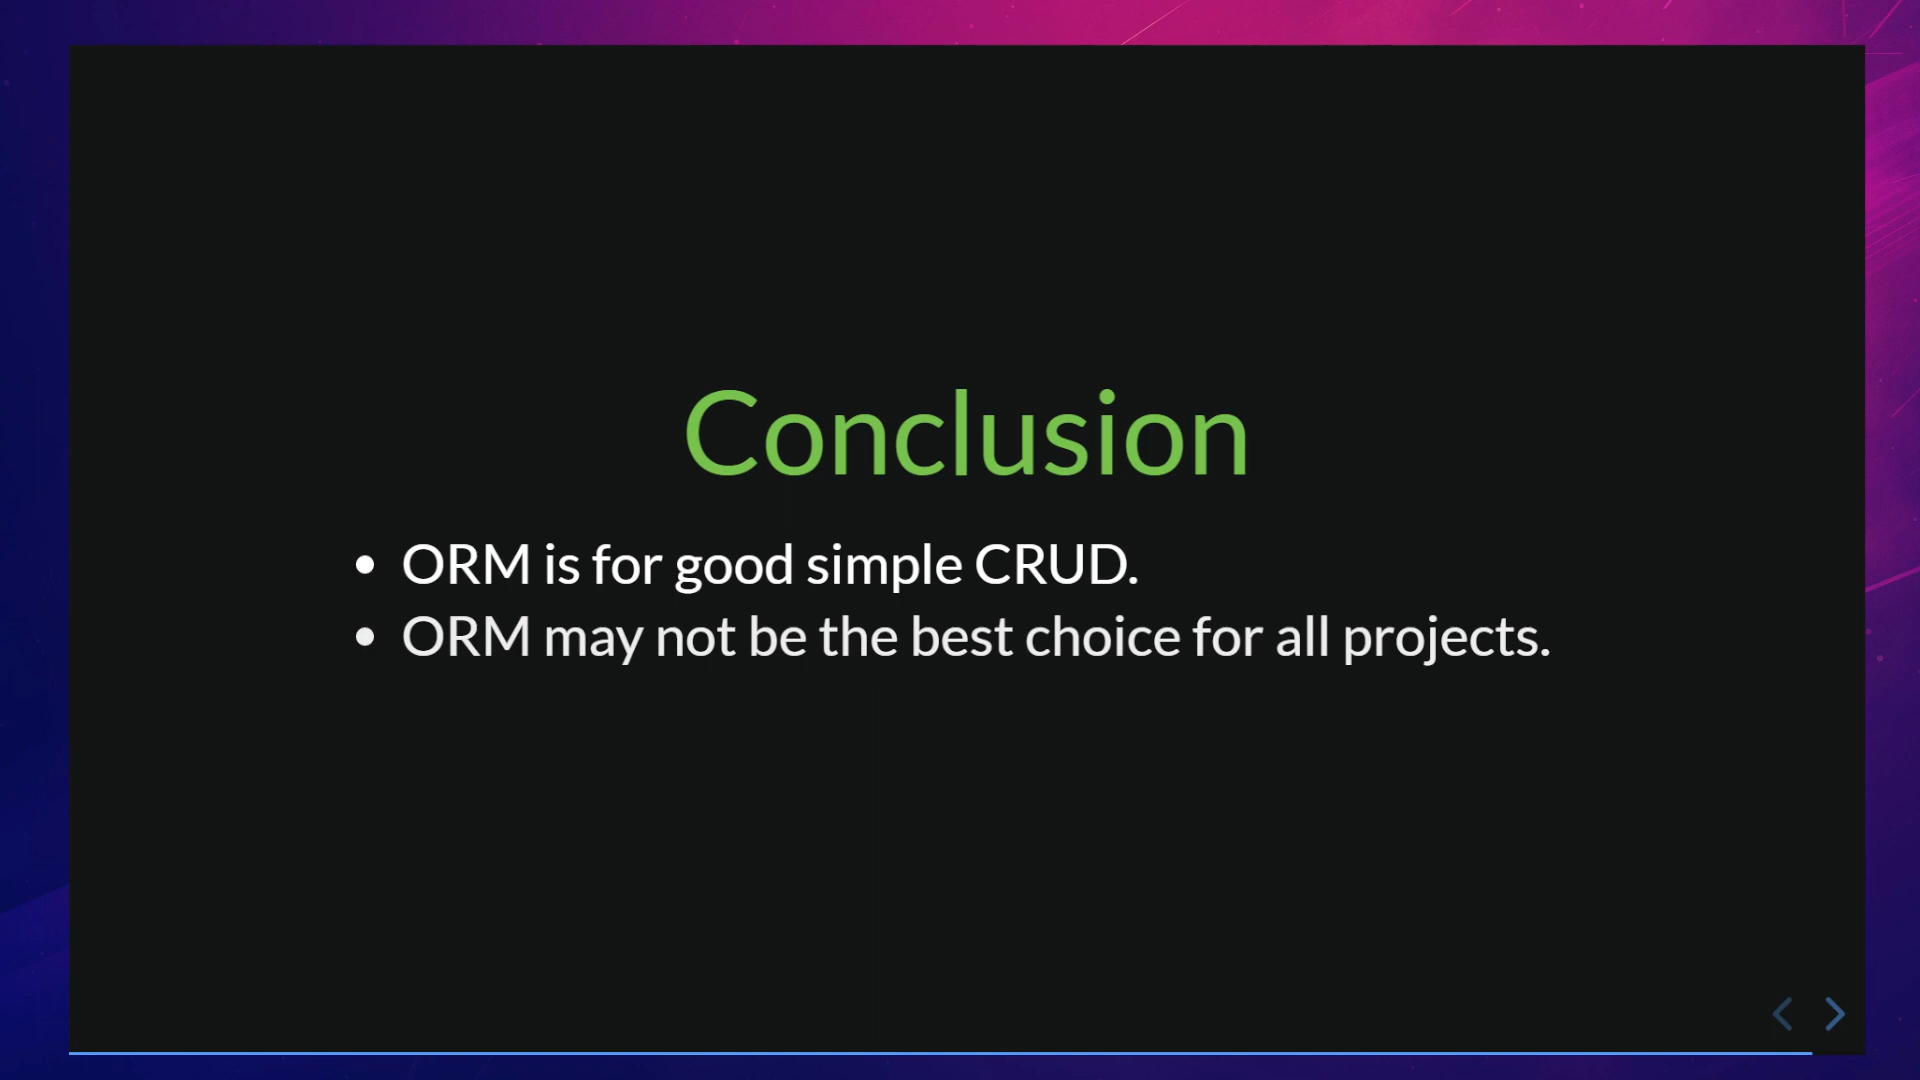 Conclusion
• ORM is for good simple CRUD.
• ORM may not be the best choice for all projects.